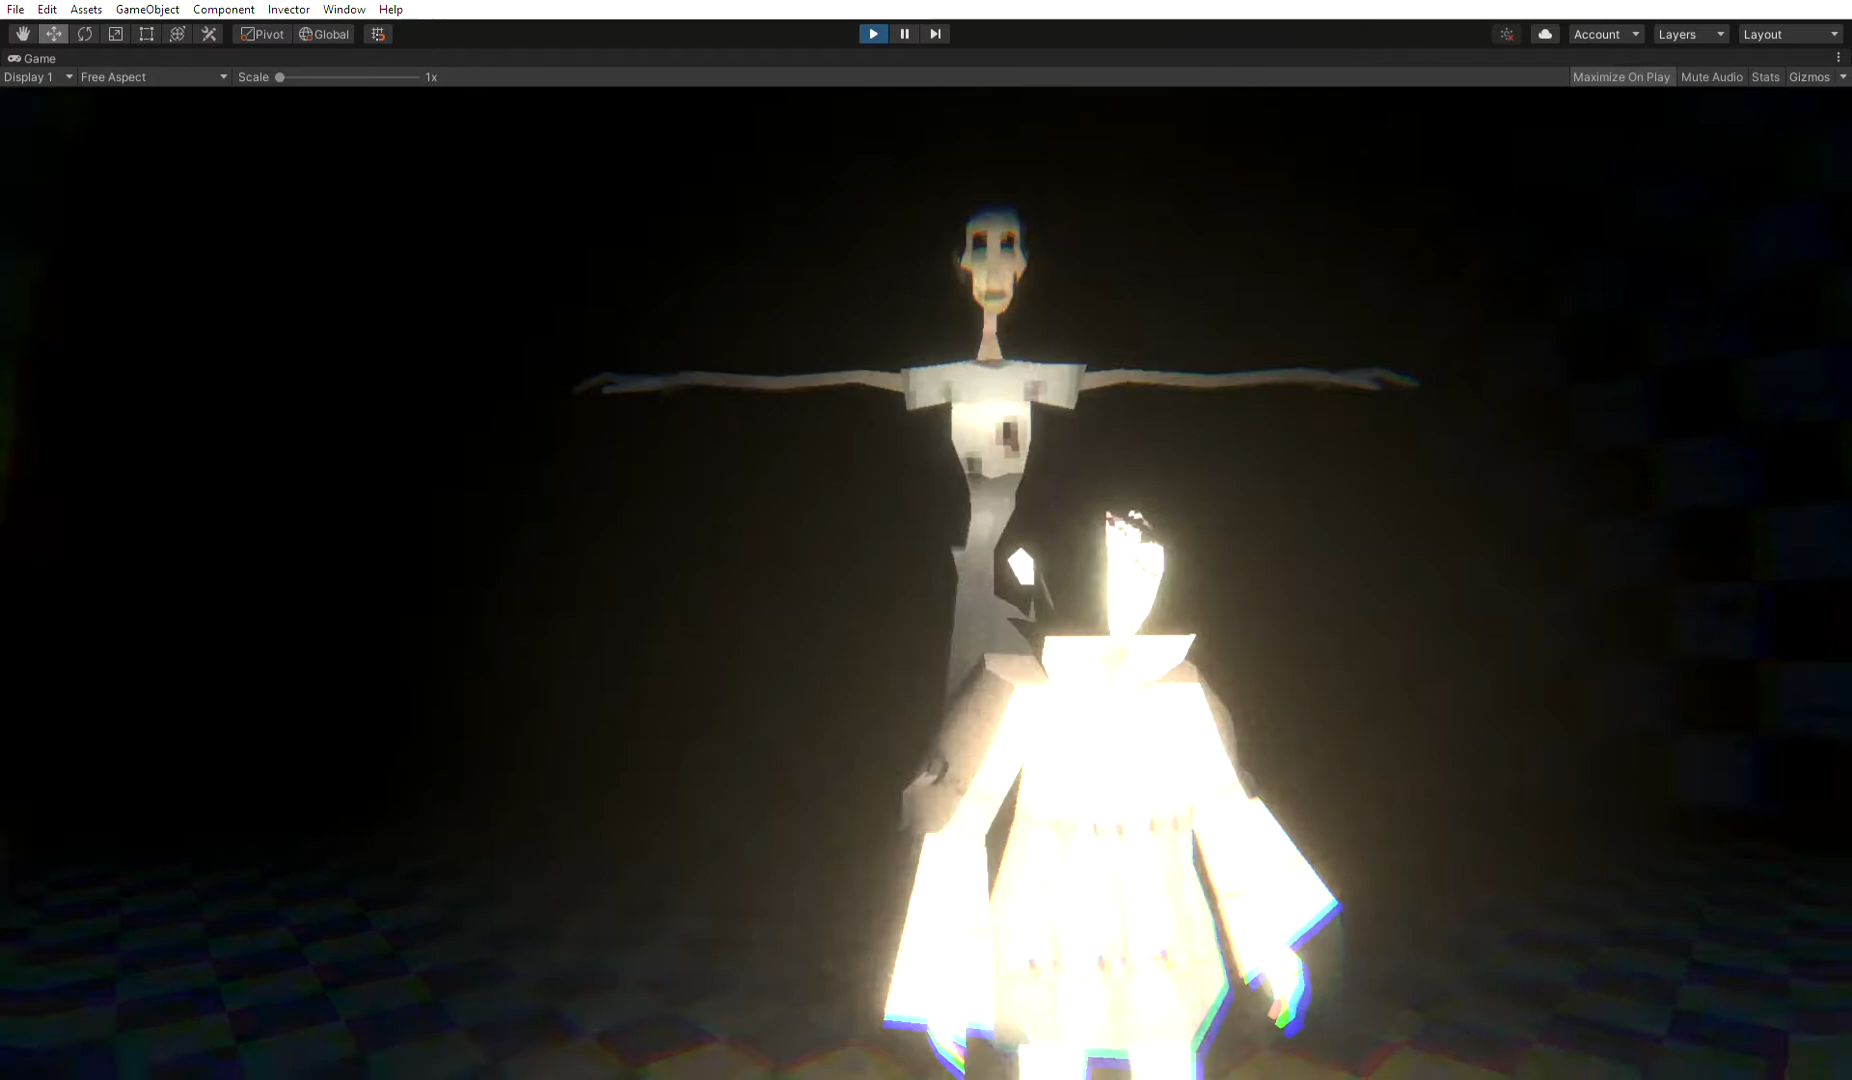 File Edit Assets GameObject Component Invector Window Help
Pivot Global Account Layers Layout
Game
Display 1 Free Aspect Scale 1x Maximize On Play Mute Audio Stats Gizmos